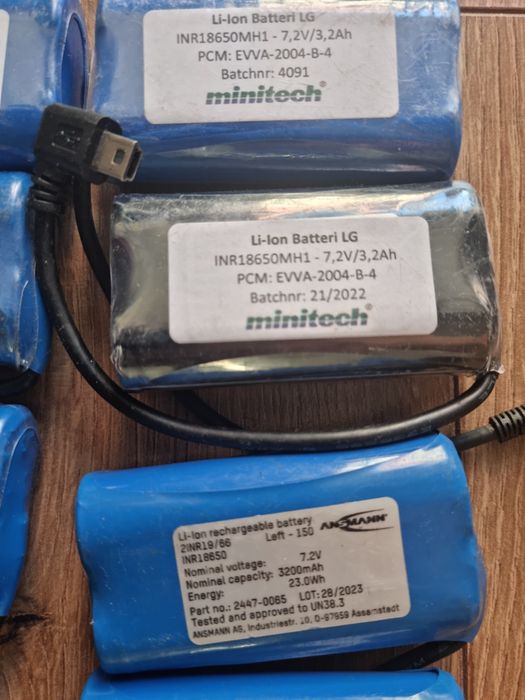 Li-Ion Batteri LG
INR18650MH1 - 7,2V/3,2Ah
PCM: EVVA-2004-B-4
Batchnr: 4091
minitech®
Li-Ion Batteri LG
INR18650MH1 - 7,2V/3,2Ah
PCM: EVVA-2004-B-4
Batchnr: 21/2022
minitech®
Li-Ion rechargeable battery ANSMANN
2INR19/66 Left - 150
INR18650
Nominal voltage: 7.2V
Nominal capacity: 3200mAh
Energy: 23.0Wh
Part no.: 2447-0065 LOT: 28/2023
Tested and approved to UN38.3
ANSMANN AG, Industriestr. 10, D-97959 Assamstadt